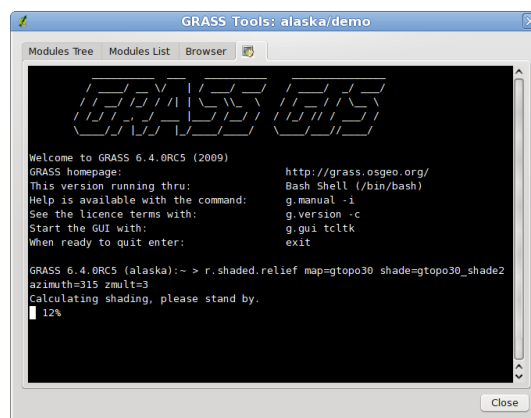 GRASS Tools: alaska/demo
Modules Tree Modules List Browser
GRASS GIS
Welcome to GRASS 6.4.0RC5 (2009)
GRASS homepage: http://grass.osgeo.org/
This version running thru: Bash Shell (/bin/bash)
Help is available with the command: g.manual -i
See the licence terms with: g.version -c
Start the GUI with: g.gui tcltk
When ready to quit enter: exit
GRASS 6.4.0RC5 (alaska):~ > r.shaded.relief map=gtopo30 shade=gtopo30_shade2
azimuth=315 zmult=3
Calculating shading, please stand by.
12%
Close